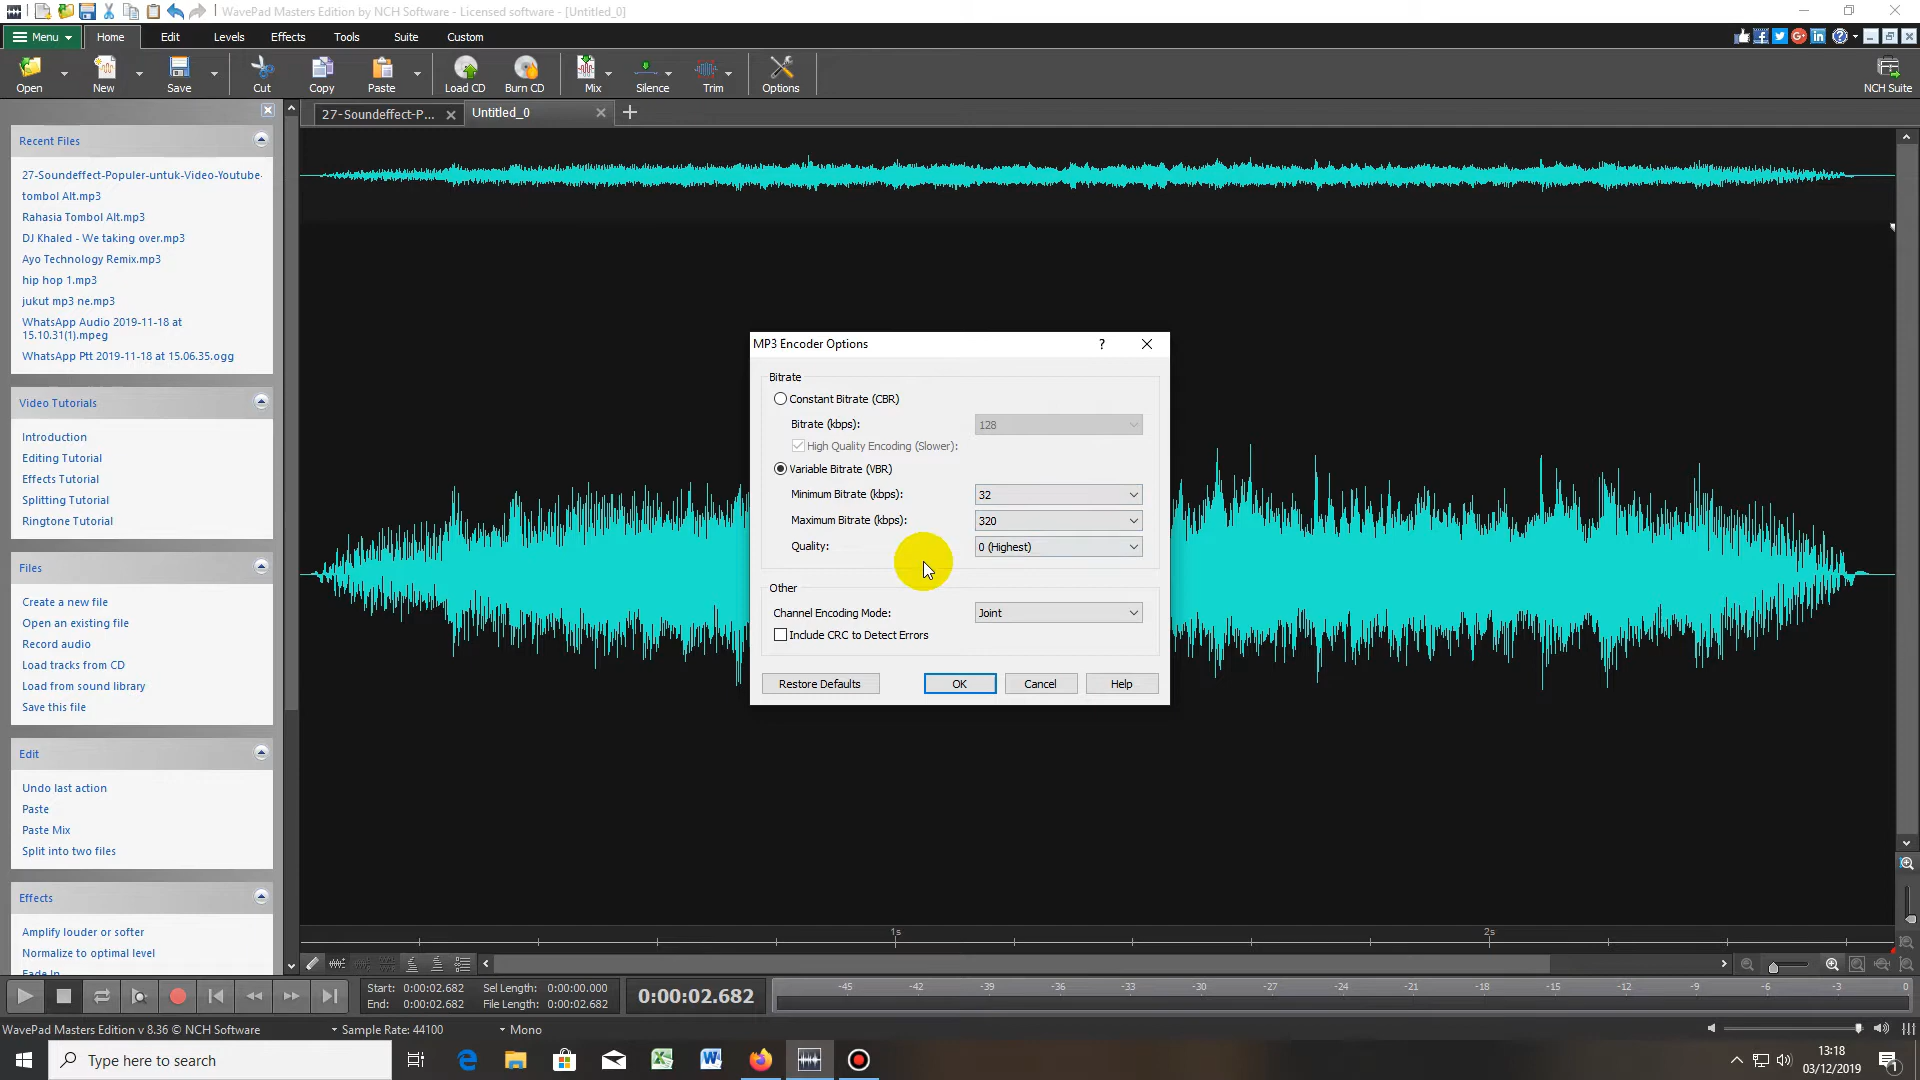 WavePad Masters Edition by NCH Software - Licensed software - [Untitled_0]
Menu Home Edit Levels Effects Tools Suite Custom
Open New Save Cut Copy Paste Load CD Burn CD Mix Silence Trim Options NCH Suite
27-Soundeffect-P... Untitled_0
Recent Files
27-Soundeffect-Populer-untuk-Video-Youtube-
tombol Alt.mp3
Rahasia Tombol Alt.mp3
DJ Khaled - We taking over.mp3
Ayo Technology Remix.mp3
hip hop 1.mp3
jukut mp3 ne.mp3
WhatsApp Audio 2019-11-18 at
15.10.31(1).mpeg
WhatsApp Ptt 2019-11-18 at 15.06.35.ogg
Video Tutorials
Introduction
Editing Tutorial
Effects Tutorial
Splitting Tutorial
Ringtone Tutorial
Files
Create a new file
Open an existing file
Record audio
Load tracks from CD
Load from sound library
Save this file
Edit
Undo last action
Paste
Paste Mix
Split into two files
Effects
Amplify louder or softer
Normalize to optimal level
Fade In
MP3 Encoder Options
Bitrate
Constant Bitrate (CBR)
Bitrate (kbps): 128
High Quality Encoding (Slower):
Variable Bitrate (VBR)
Minimum Bitrate (kbps): 32
Maximum Bitrate (kbps): 320
Quality: 0 (Highest)
Other
Channel Encoding Mode: Joint
Include CRC to Detect Errors
Restore Defaults OK Cancel Help
1s 2s
Start: 0:00:02.682 Sel Length: 0:00:00.000
End: 0:00:02.682 File Length: 0:00:02.682
0:00:02.682
-45 -42 -39 -36 -33 -30 -27 -24 -21 -18 -15 -12 -9 -6 -3 0
WavePad Masters Edition v 8.36 © NCH Software Sample Rate: 44100 Mono
Type here to search
13:18
03/12/2019
1